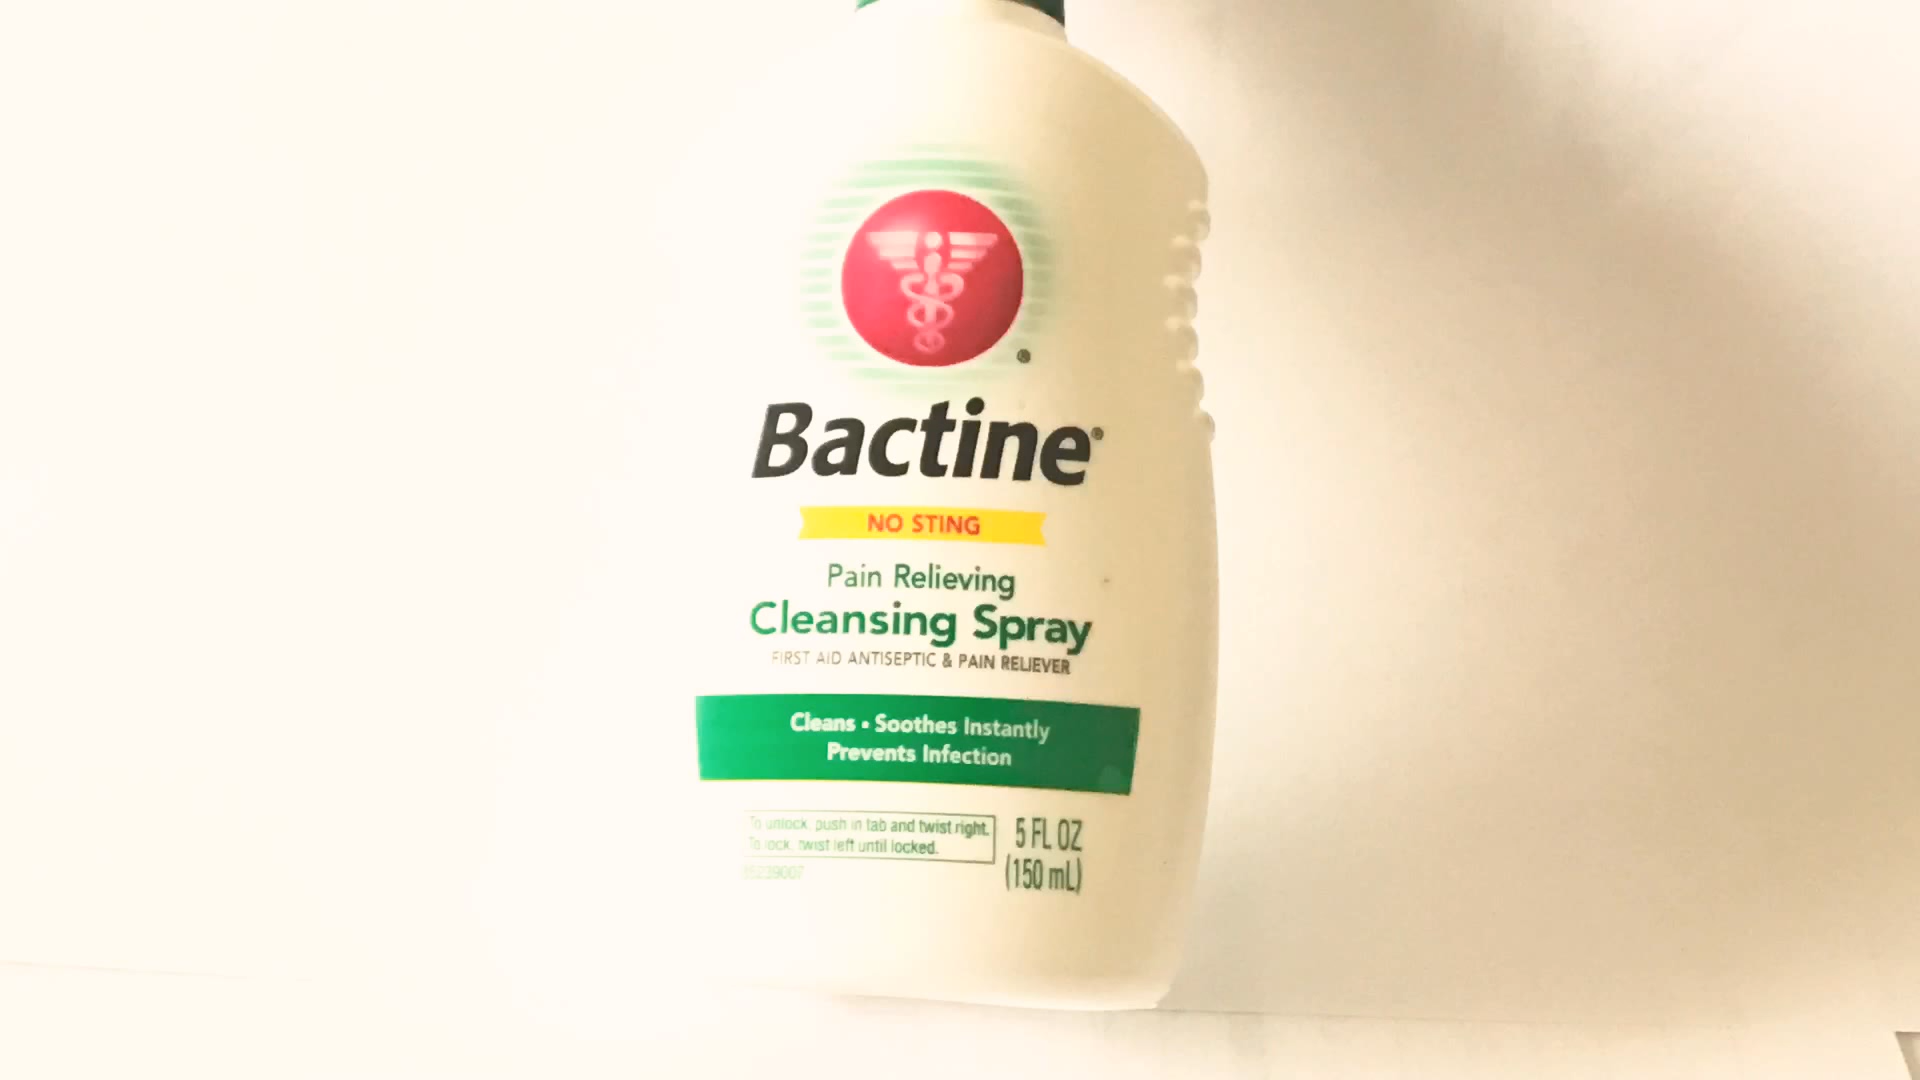 Bactine®
NO STING
Pain Relieving
Cleansing Spray
FIRST AID ANTISEPTIC & PAIN RELIEVER
Cleans • Soothes Instantly
Prevents Infection
To unlock, push in tab and twist right.
To lock, twist left until locked.
5 FL OZ
(150 mL)